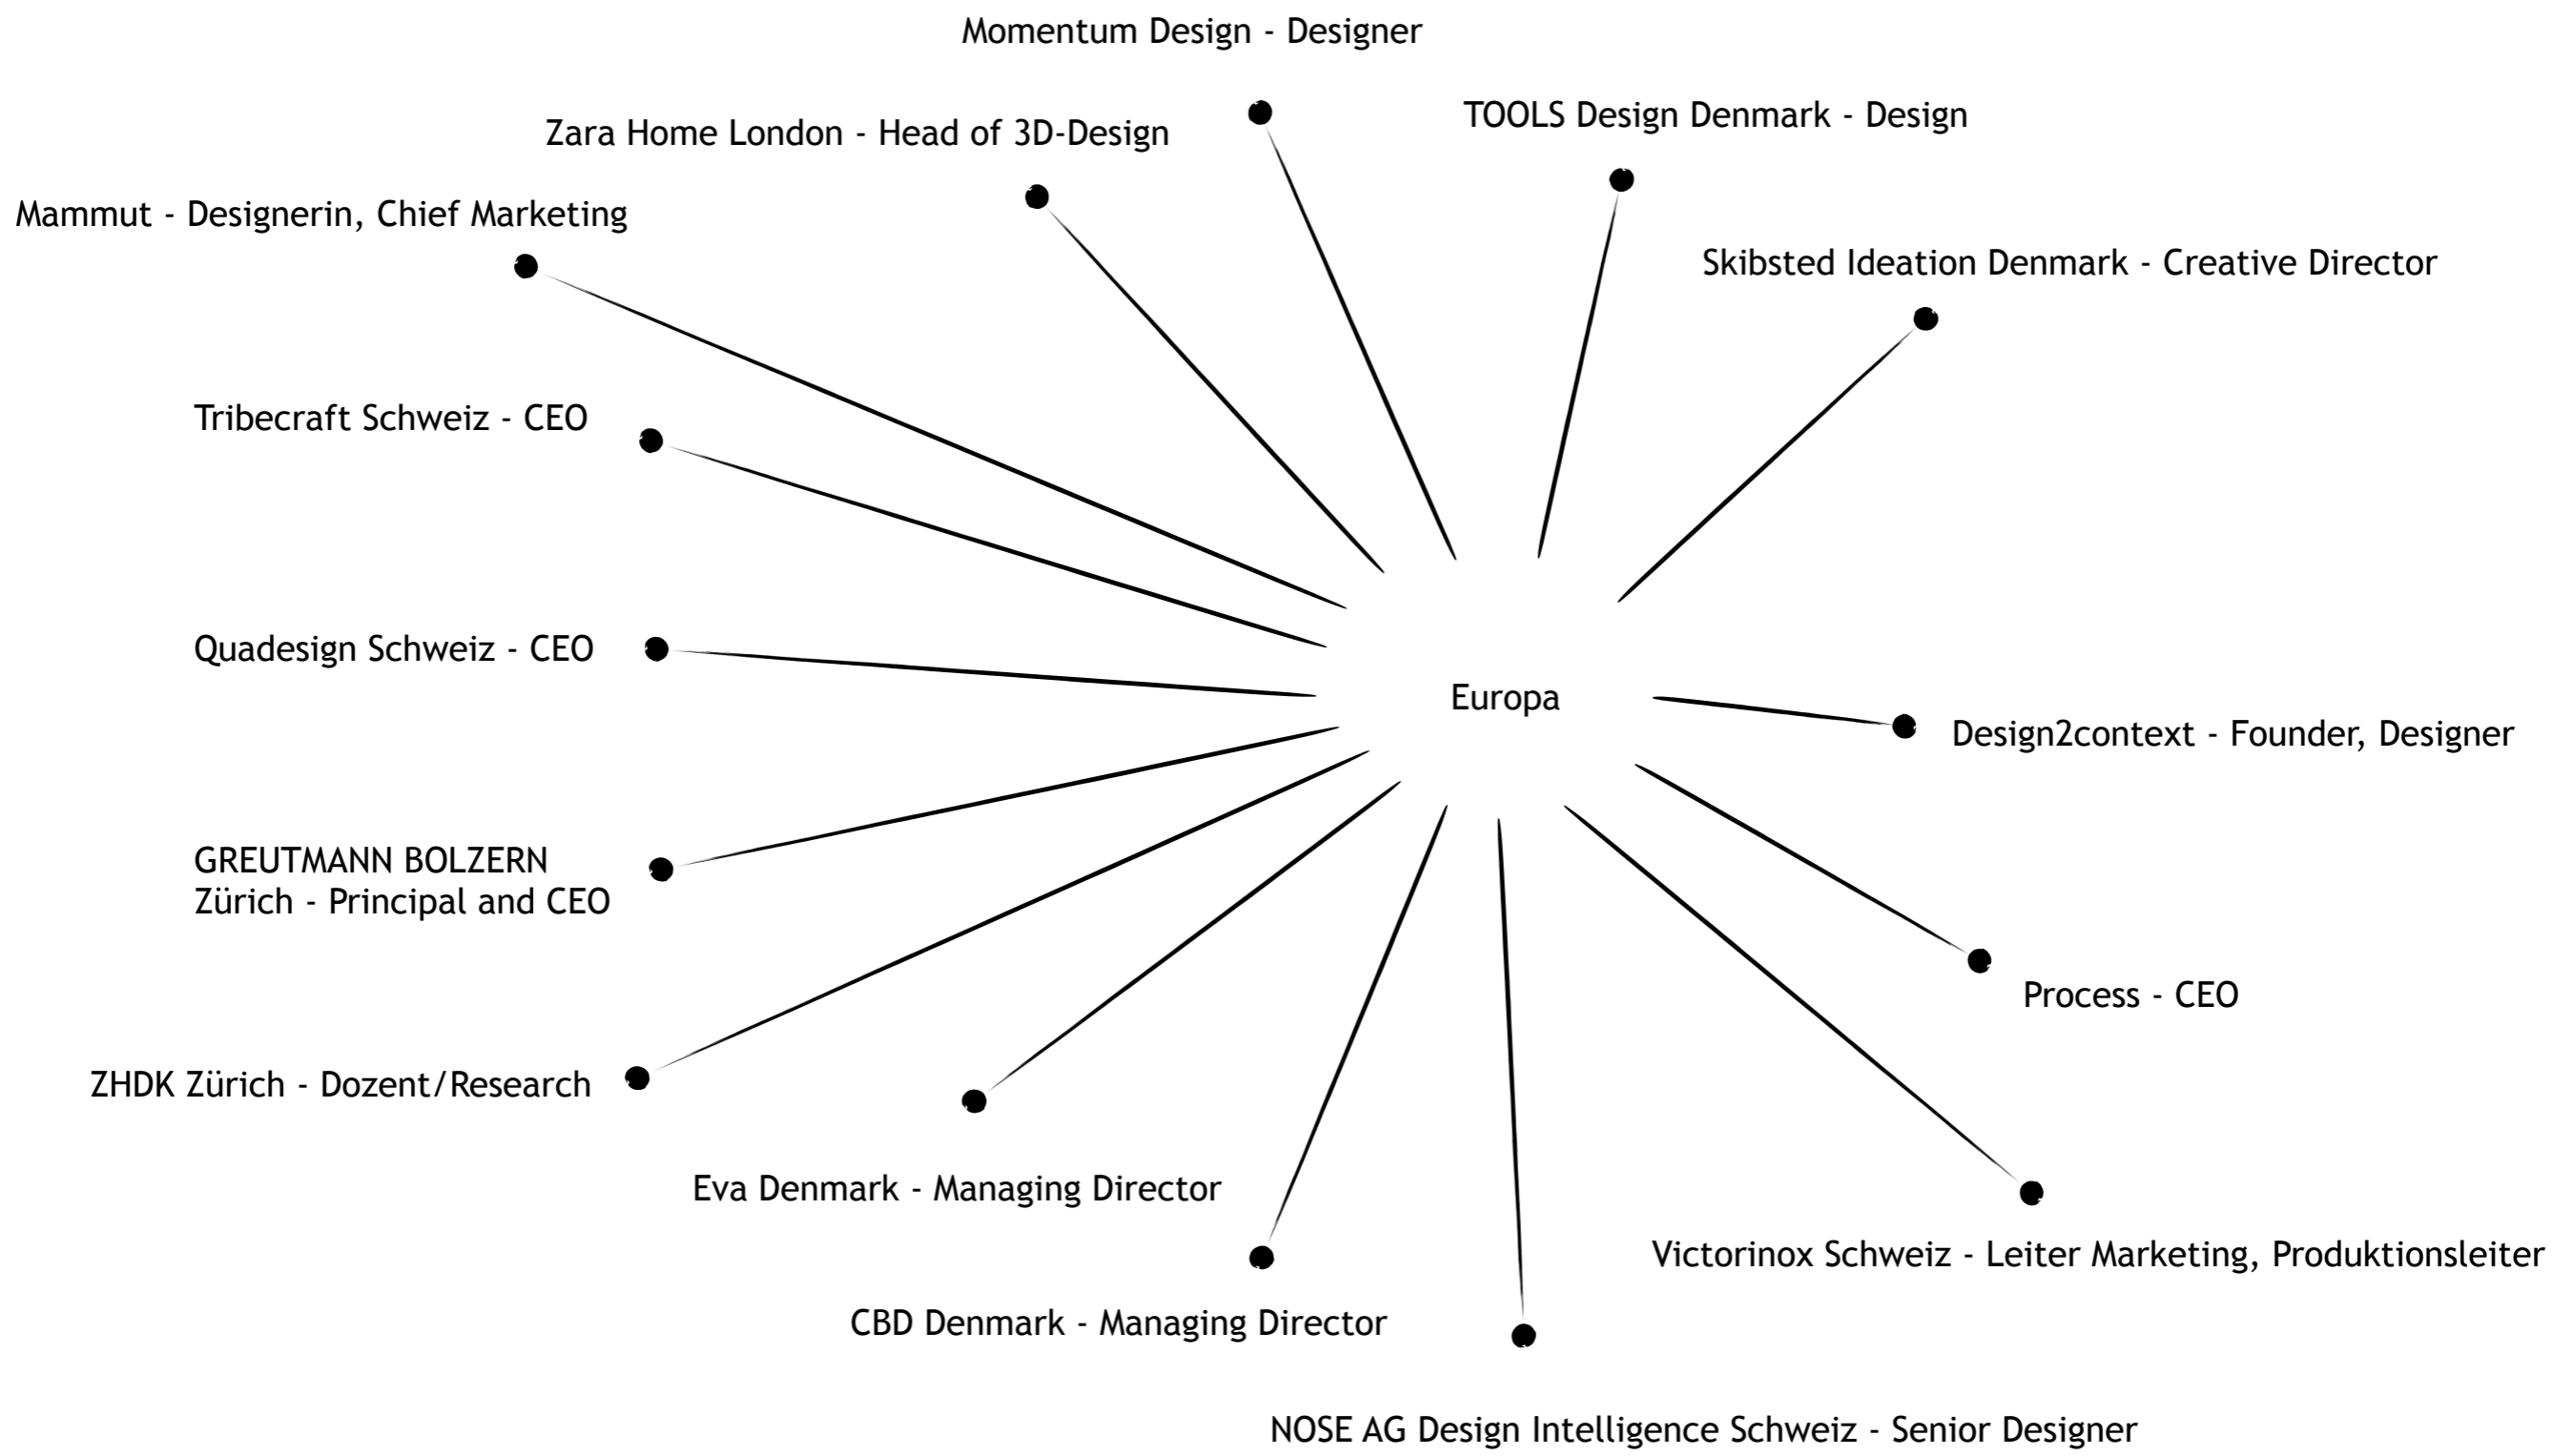 Momentum Design - Designer
TOOLS Design Denmark - Design
Zara Home London - Head of 3D-Design
Mammut - Designerin, Chief Marketing
Skibsted Ideation Denmark - Creative Director
Tribecraft Schweiz - CEO
Quadesign Schweiz - CEO
Europa
Design2context - Founder, Designer
GREUTMANN BOLZERN
Zürich - Principal and CEO
Process - CEO
ZHDK Zürich - Dozent/Research
Eva Denmark - Managing Director
Victorinox Schweiz - Leiter Marketing, Produktionsleiter
CBD Denmark - Managing Director
NOSE AG Design Intelligence Schweiz - Senior Designer